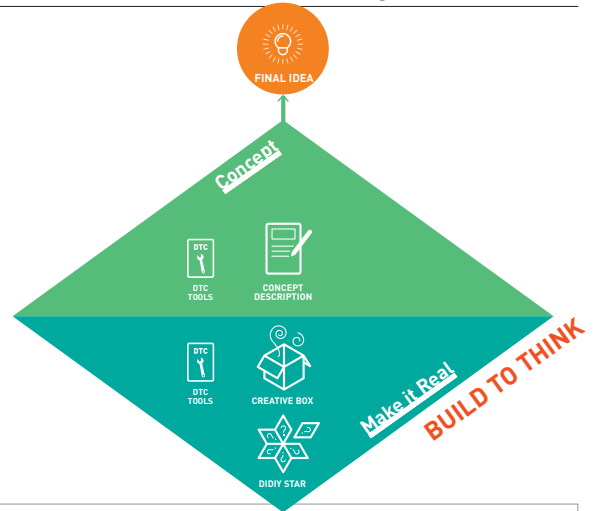 FINAL IDEA
Concept
DTC
DTC
TOOLS
CONCEPT
DESCRIPTION
DTC
DTC
TOOLS
CREATIVE BOX
Make it Real
BUILD TO THINK
? ? ? ? ? ?
DIDIY STAR